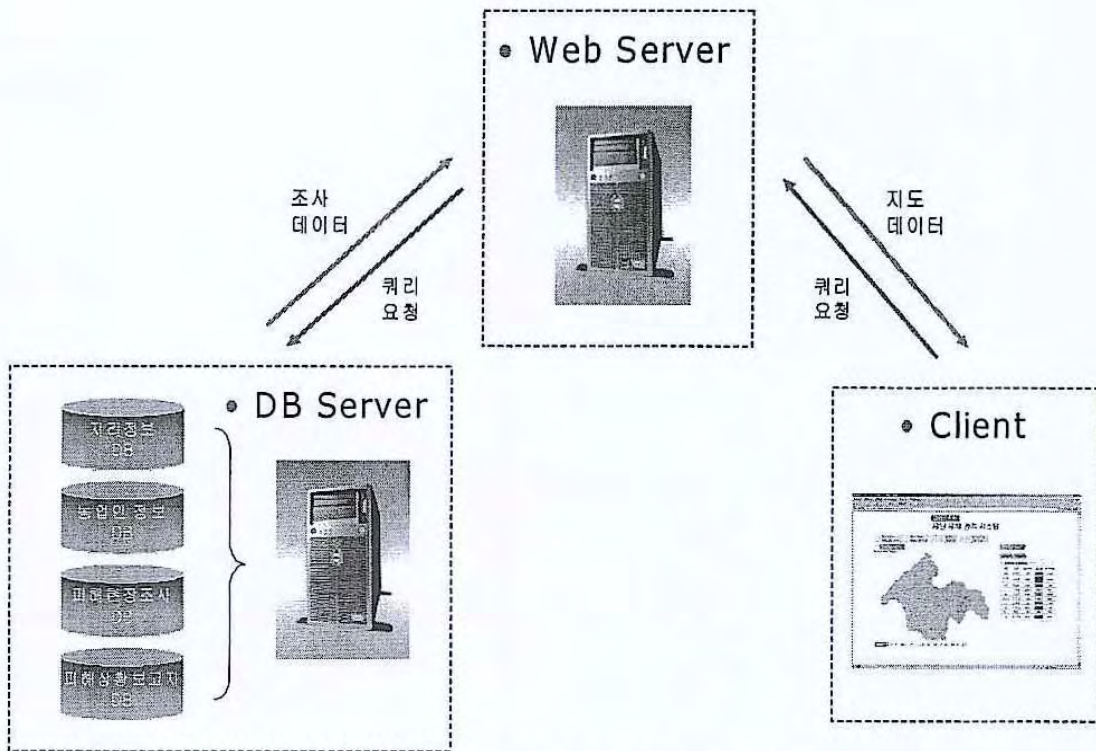 • Web Server
조사
데이터
쿼리
요청
지도
데이터
쿼리
요청
• DB Server
지리정보
DB
농업인 정보
DB
피해현장조사
DB
피해상황보고지
DB
• Client